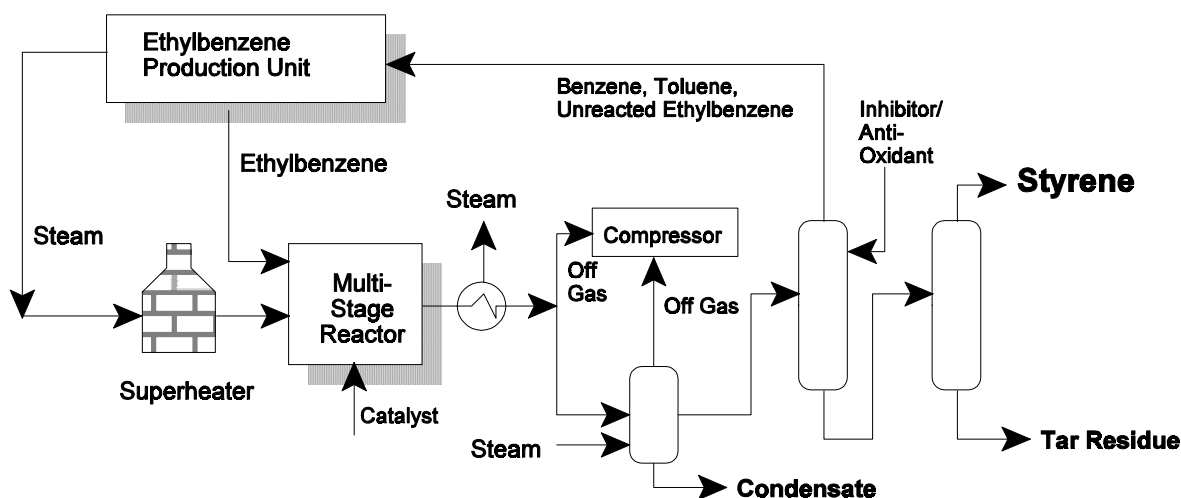 Ethylbenzene
Production Unit
Benzene, Toluene,
Unreacted Ethylbenzene
Inhibitor/
Anti-
Oxidant
Ethylbenzene
Styrene
Steam
Steam
Compressor
Multi-
Stage
Reactor
Off
Gas
Off Gas
Superheater
Catalyst
Steam
Tar Residue
Condensate